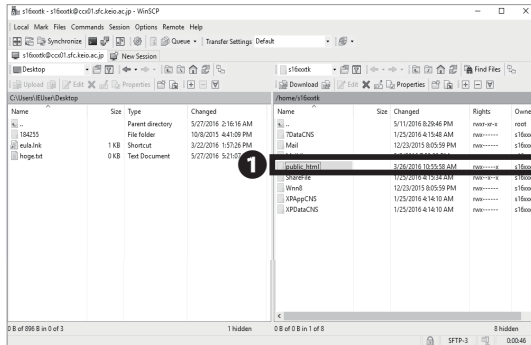 s16xxtk - s16xxtk@ccx01.sfc.keio.ac.jp - WinSCP
Local Mark Files Commands Session Options Remote Help
Synchronize Queue Transfer Settings Default
s16xxtk@ccx01.sfc.keio.ac.jp New Session
Desktop s16xxtk Find Files
Upload Edit Properties Download Edit Properties
C:\Users\IEUser\Desktop /home/s16xxtk
Name Size Type Changed Name Size Changed Rights Owne
.. Parent directory 5/27/2016 2:16:16 AM .. 5/11/2016 8:29:46 PM rwxr-xr-x root
184255 File folder 10/8/2015 4:41:09 PM 7DataCNS 1/25/2016 4:15:48 AM rwx------ s16xx
eula.lnk 1 KB Shortcut 3/22/2016 1:57:26 PM Mail 12/23/2015 8:05:59 PM rwx------ s16xx
hoge.txt 0 KB Text Document 5/27/2016 5:21:07
1 public_html 3/26/2016 10:55:58 AM rwx--x--x s16xx
ShareFile 1/25/2016 4:15:34 AM rwx--x--x s16xx
Wnn8 12/23/2015 8:05:59 PM rwx------ s16xx
XPAppCNS 1/25/2016 4:14:10 AM rwx------ s16xx
XPDataCNS 1/25/2016 4:14:10 AM rwx------ s16xx
0 B of 896 B in 0 of 3 1 hidden 0 B of 0 B in 1 of 8 8 hidden
SFTP-3 0:00:46